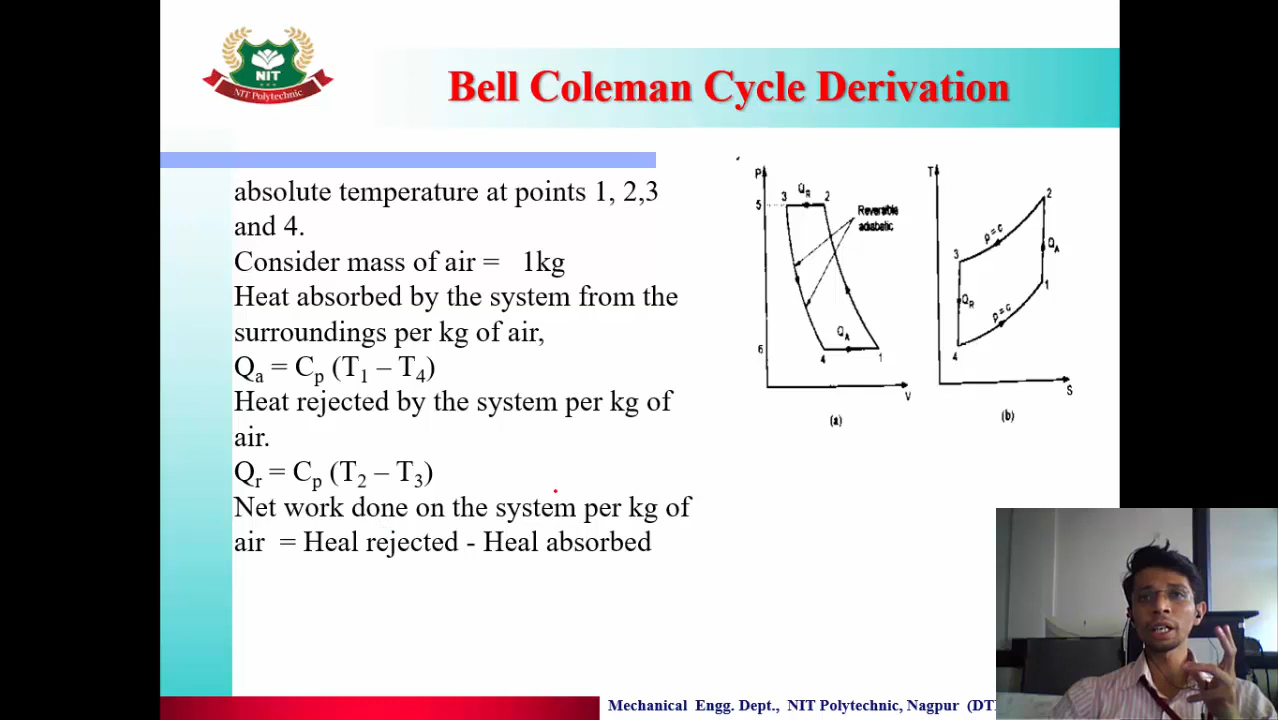 NIT
NIT Polytechnic
Bell Coleman Cycle Derivation
absolute temperature at points 1, 2,3
and 4.
Consider mass of air = 1kg
Heat absorbed by the system from the
surroundings per kg of air,
Qa = Cp (T1 – T4)
Heat rejected by the system per kg of
air.
Qr = Cp (T2 – T3)
Net work done on the system per kg of
air = Heal rejected - Heal absorbed
P
5
3
QR
2
Reversible
adiabatic
6
QA
4
1
V
(a)
T
2
p=c
3
QA
QR
1
p=c
4
S
(b)
Mechanical Engg. Dept., NIT Polytechnic, Nagpur (DT